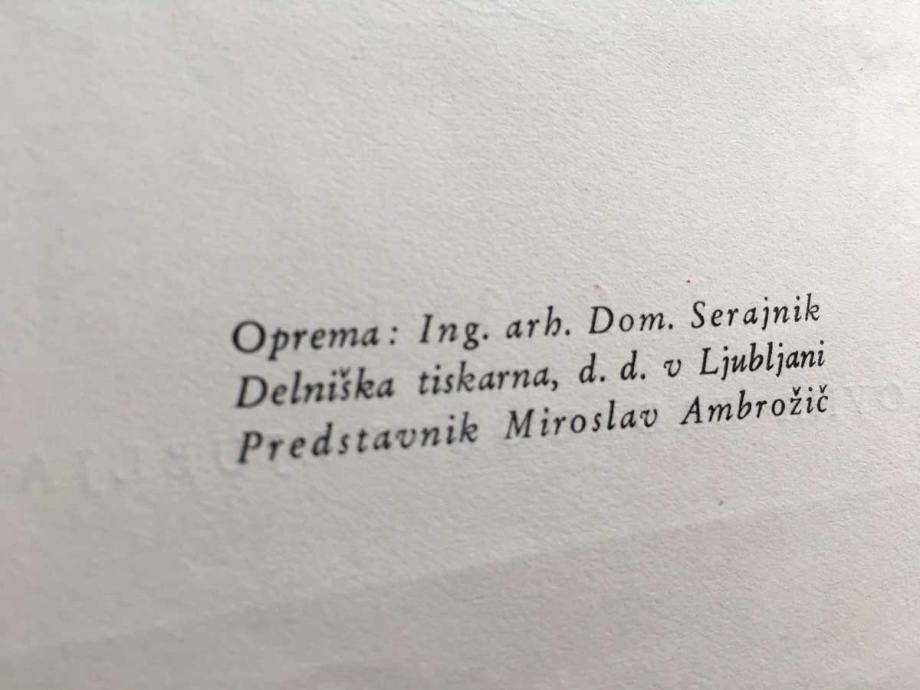 Oprema: Ing. arh. Dom. Serajnik
Delniška tiskarna, d. d. v Ljubljani
Predstavnik Miroslav Ambrožič